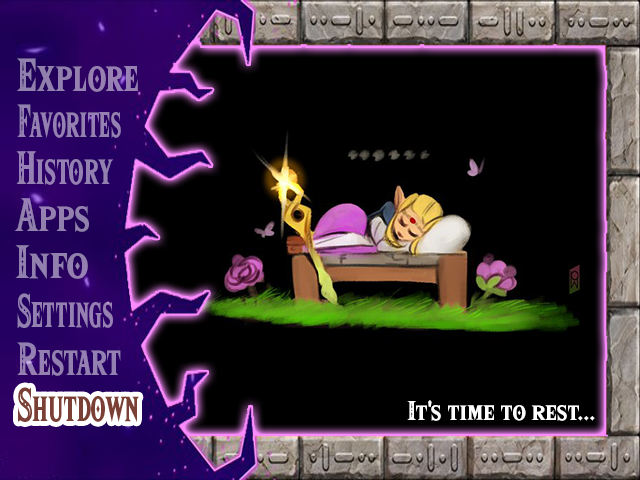 Explore
Favorites
History
Apps
Info
Settings
Restart
Shutdown
It's time to rest...